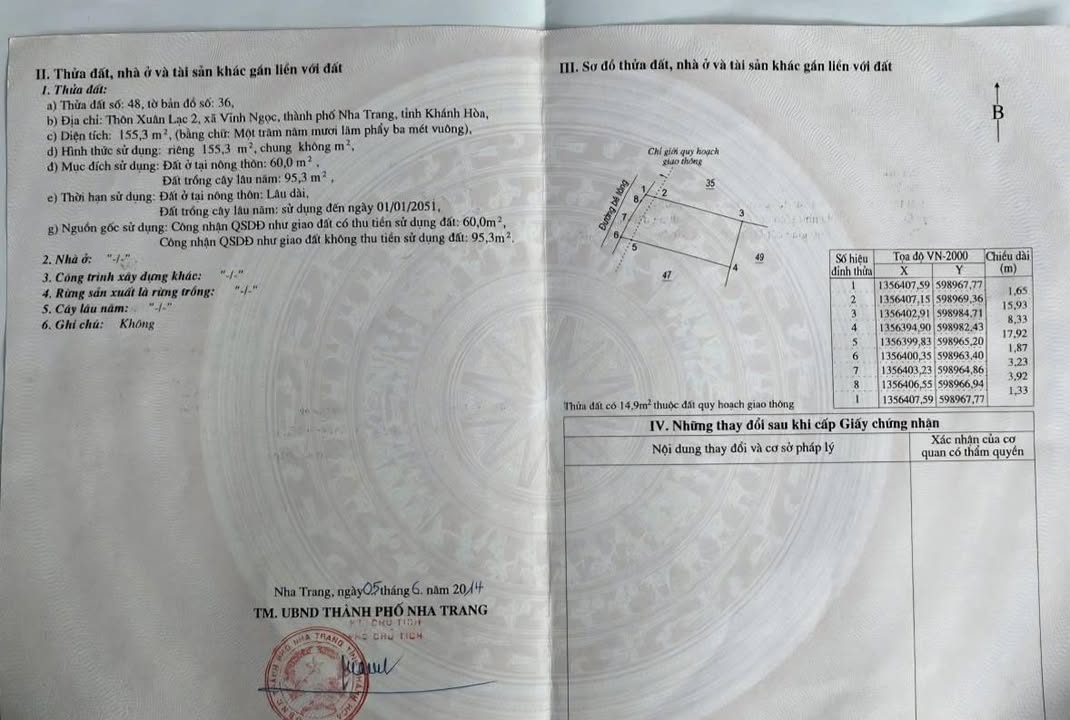 II. Thửa đất, nhà ở và tài sản khác gắn liền với đất
1. Thửa đất:
a) Thửa đất số: 48, tờ bản đồ số: 36,
b) Địa chỉ: Thôn Xuân Lạc 2, xã Vĩnh Ngọc, thành phố Nha Trang, tỉnh Khánh Hòa,
c) Diện tích: 155,3 m², (bằng chữ: Một trăm năm mươi lăm phẩy ba mét vuông),
d) Hình thức sử dụng: riêng 155,3 m², chung không m²,
đ) Mục đích sử dụng: Đất ở tại nông thôn: 60,0 m²,
Đất trồng cây lâu năm: 95,3 m²,
e) Thời hạn sử dụng: Đất ở tại nông thôn: Lâu dài,
Đất trồng cây lâu năm: sử dụng đến ngày 01/01/2051,
g) Nguồn gốc sử dụng: Công nhận QSDĐ như giao đất có thu tiền sử dụng đất: 60,0m²,
Công nhận QSDĐ như giao đất không thu tiền sử dụng đất: 95,3m².
2. Nhà ở: "-/-"
3. Công trình xây dựng khác: "-/-"
4. Rừng sản xuất là rừng trồng: "-/-"
5. Cây lâu năm: "-/-"
6. Ghi chú: Không
Nha Trang, ngày 05 tháng 6. năm 2014
TM. UBND THÀNH PHỐ NHA TRANG
KT. CHỦ TỊCH
PHÓ CHỦ TỊCH
III. Sơ đồ thửa đất, nhà ở và tài sản khác gắn liền với đất
B
Chỉ giới quy hoạch
giao thông
Đường bê tông
35
1
2
8
3
7
6
5
4
49
47
Số hiệu đỉnh thửa Tọa độ VN-2000 Chiều dài (m)
X Y
1 1356407,59 598967,77
1,65
2 1356407,15 598969,36
15,93
3 1356402,91 598984,71
8,33
4 1356394,90 598982,43
17,92
5 1356399,83 598965,20
1,87
6 1356400,35 598963,40
3,23
7 1356403,23 598964,86
3,92
8 1356406,55 598966,94
1,33
1 1356407,59 598967,77
Thửa đất có 14,9m² thuộc đất quy hoạch giao thông
IV. Những thay đổi sau khi cấp Giấy chứng nhận
Nội dung thay đổi và cơ sở pháp lý
Xác nhận của cơ
quan có thẩm quyền